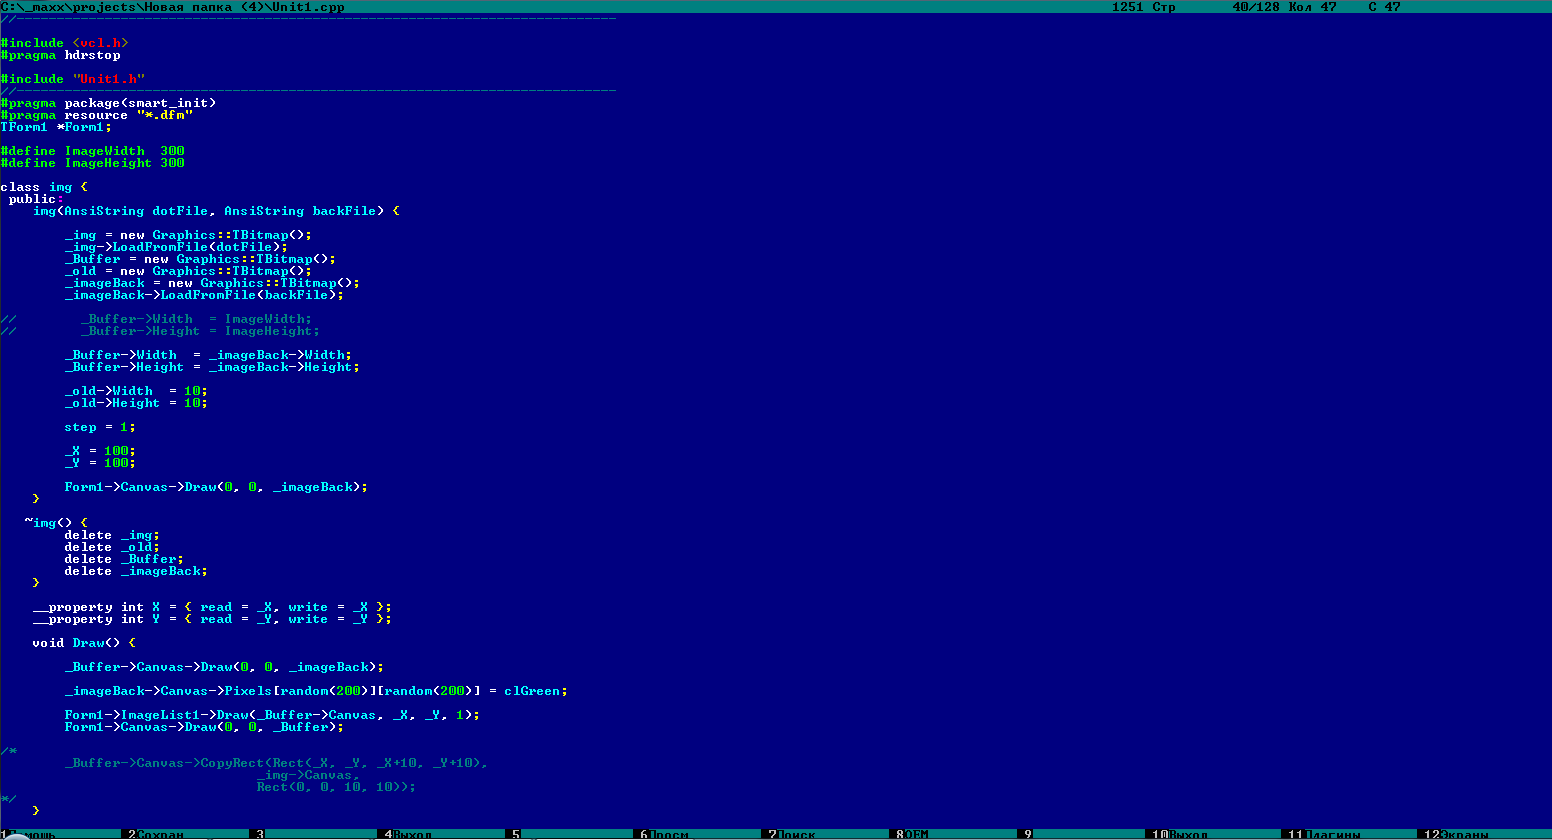 C:\_maxx\projects\Новая папка (4)\Unit1.cpp 1251 Стр 40/128 Кол 47 С 47
//---------------------------------------------------------------------------

#include <vcl.h>
#pragma hdrstop

#include "Unit1.h"
//---------------------------------------------------------------------------
#pragma package(smart_init)
#pragma resource "*.dfm"
TForm1 *Form1;

#define ImageWidth  300
#define ImageHeight 300

class img {
 public:
    img(AnsiString dotFile, AnsiString backFile) {

        _img = new Graphics::TBitmap();
        _img->LoadFromFile(dotFile);
        _Buffer = new Graphics::TBitmap();
        _old = new Graphics::TBitmap();
        _imageBack = new Graphics::TBitmap();
        _imageBack->LoadFromFile(backFile);

//        _Buffer->Width  = ImageWidth;
//        _Buffer->Height = ImageHeight;

        _Buffer->Width  = _imageBack->Width;
        _Buffer->Height = _imageBack->Height;

        _old->Width  = 10;
        _old->Height = 10;

        step = 1;

        _X = 100;
        _Y = 100;

        Form1->Canvas->Draw(0, 0, _imageBack);
    }

   ~img() {
        delete _img;
        delete _old;
        delete _Buffer;
        delete _imageBack;
    }

    __property int X = { read = _X, write = _X };
    __property int Y = { read = _Y, write = _Y };

    void Draw() {

        _Buffer->Canvas->Draw(0, 0, _imageBack);

        _imageBack->Canvas->Pixels[random(200)][random(200)] = clGreen;

        Form1->ImageList1->Draw(_Buffer->Canvas, _X, _Y, 1);
        Form1->Canvas->Draw(0, 0, _Buffer);

/*
        _Buffer->Canvas->CopyRect(Rect(_X, _Y, _X+10, _Y+10),
                                _img->Canvas,
                                Rect(0, 0, 10, 10));
*/
    }
1 2Сохран 3 4Выход 5 6Просм 7Поиск 8OEM 9 10Выход 11Плагины 12Экраны